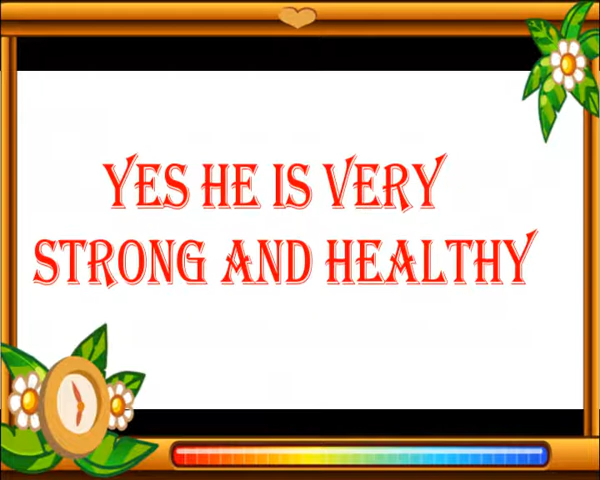 YES HE IS VERY
STRONG AND HEALTHY